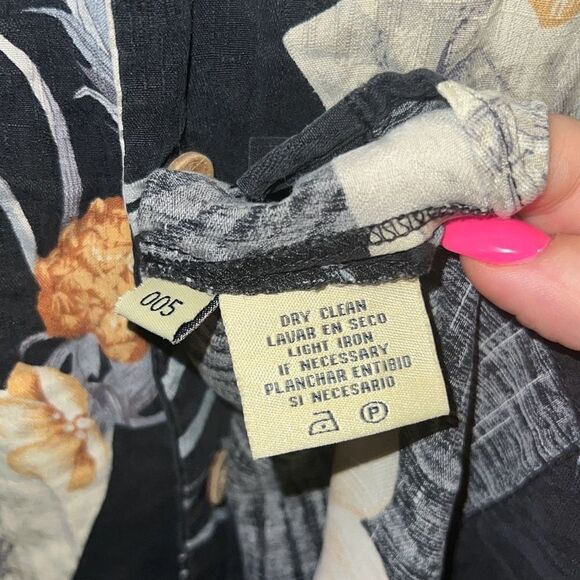 005
DRY CLEAN
LAVAR EN SECO
LIGHT IRON
IF NECESSARY
PLANCHAR ENTIBIO
SI NECESARIO
P